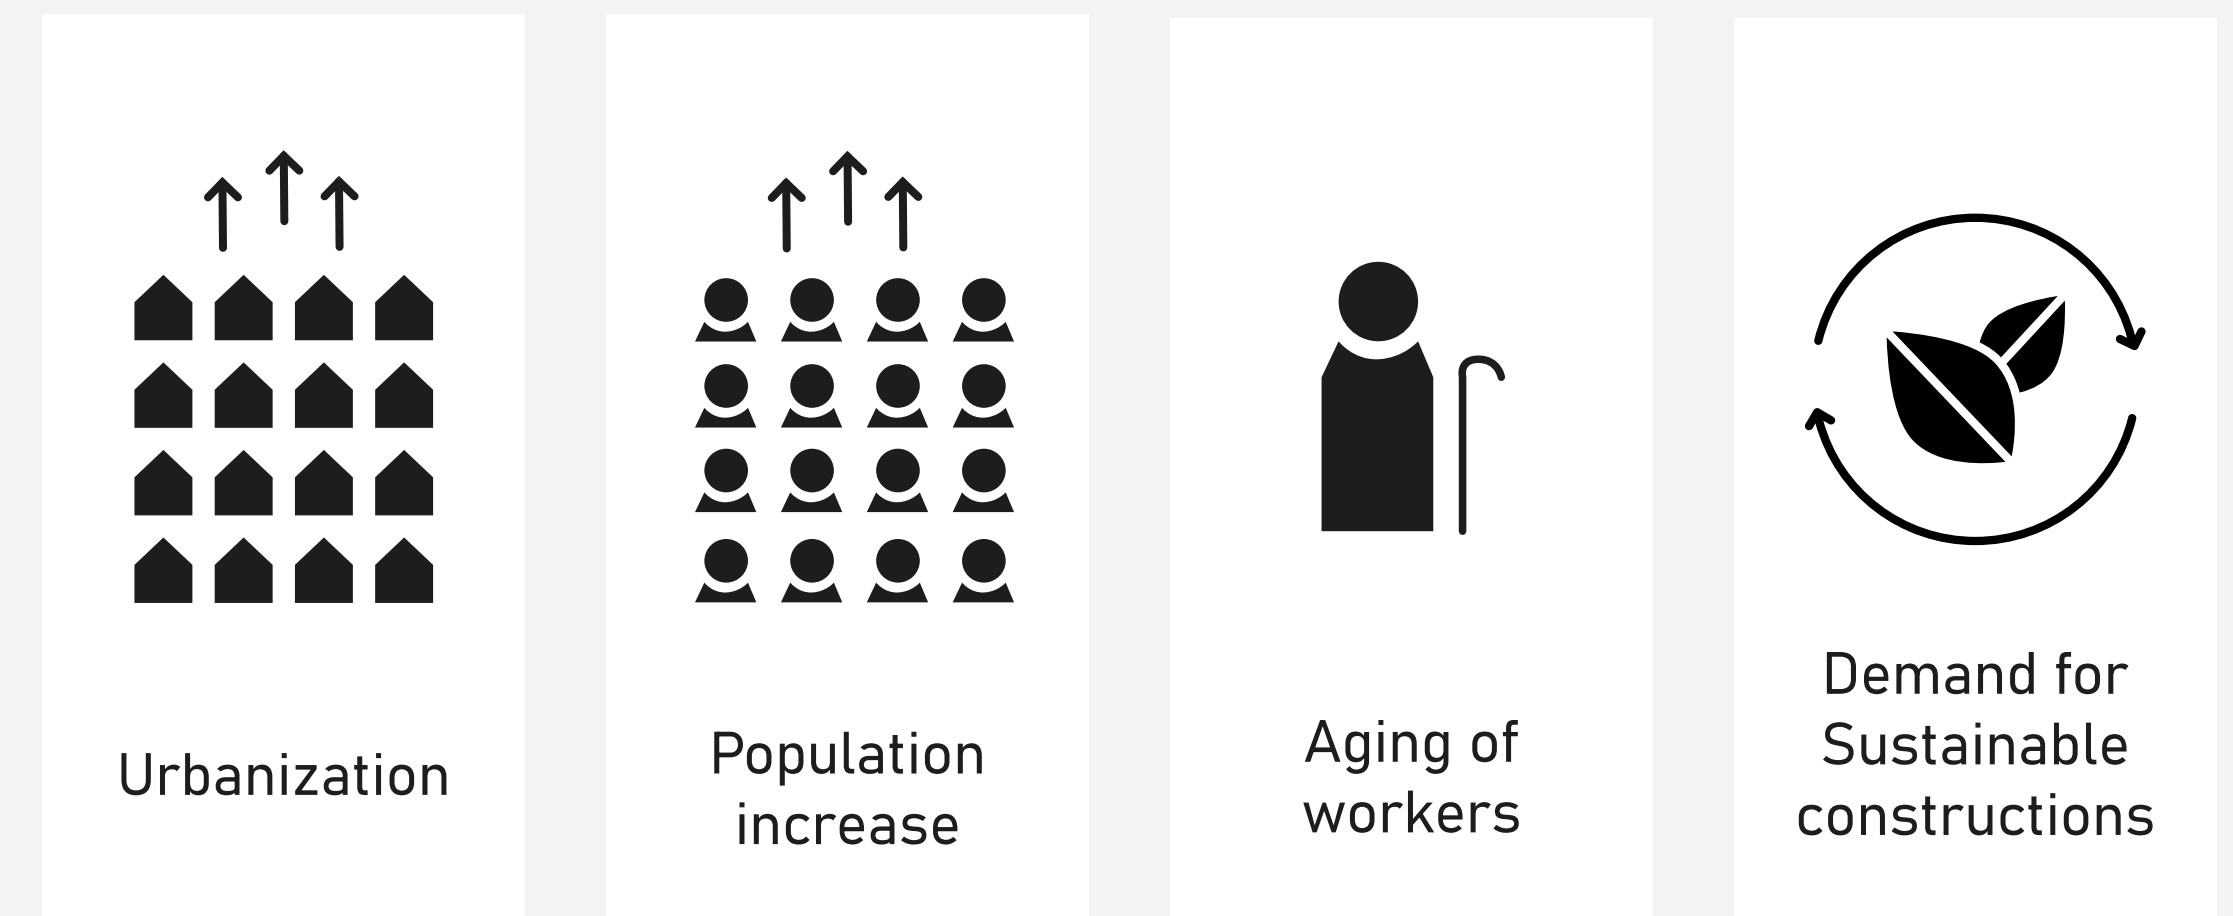 Urbanization
Population
increase
Aging of
workers
Demand for
Sustainable
constructions